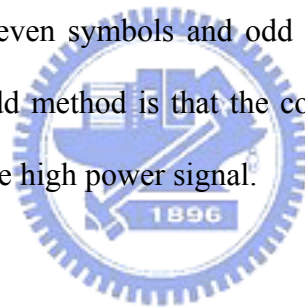 even symbols and odd
ld method is that the co
e high power signal.
1896